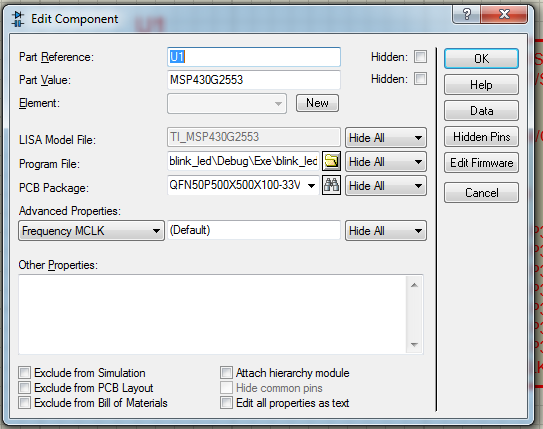 Edit Component
Part Reference: U1 Hidden: OK
Part Value: MSP430G2553 Hidden: Help
Element: New Data
LISA Model File: TI_MSP430G2553 Hide All Hidden Pins
Program File: blink_led\Debug\Exe\blink_led Hide All Edit Firmware
PCB Package: QFN50P500X500X100-33V Hide All Cancel
Advanced Properties:
Frequency MCLK (Default) Hide All
Other Properties:
Exclude from Simulation Attach hierarchy module
Exclude from PCB Layout Hide common pins
Exclude from Bill of Materials Edit all properties as text